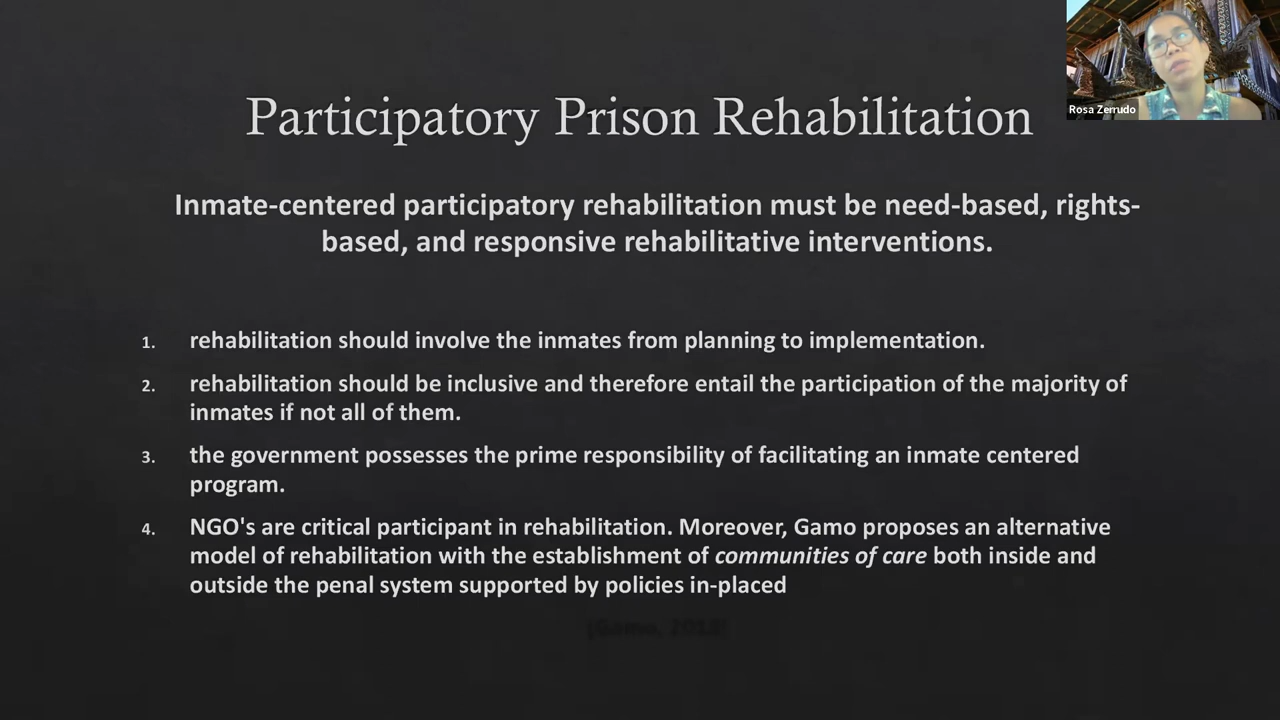 Rosa Zerrudo
Participatory Prison Rehabilitation
Inmate-centered participatory rehabilitation must be need-based, rights-
based, and responsive rehabilitative interventions.
1. rehabilitation should involve the inmates from planning to implementation.
2. rehabilitation should be inclusive and therefore entail the participation of the majority of
inmates if not all of them.
3. the government possesses the prime responsibility of facilitating an inmate centered
program.
4. NGO's are critical participant in rehabilitation. Moreover, Gamo proposes an alternative
model of rehabilitation with the establishment of communities of care both inside and
outside the penal system supported by policies in-placed